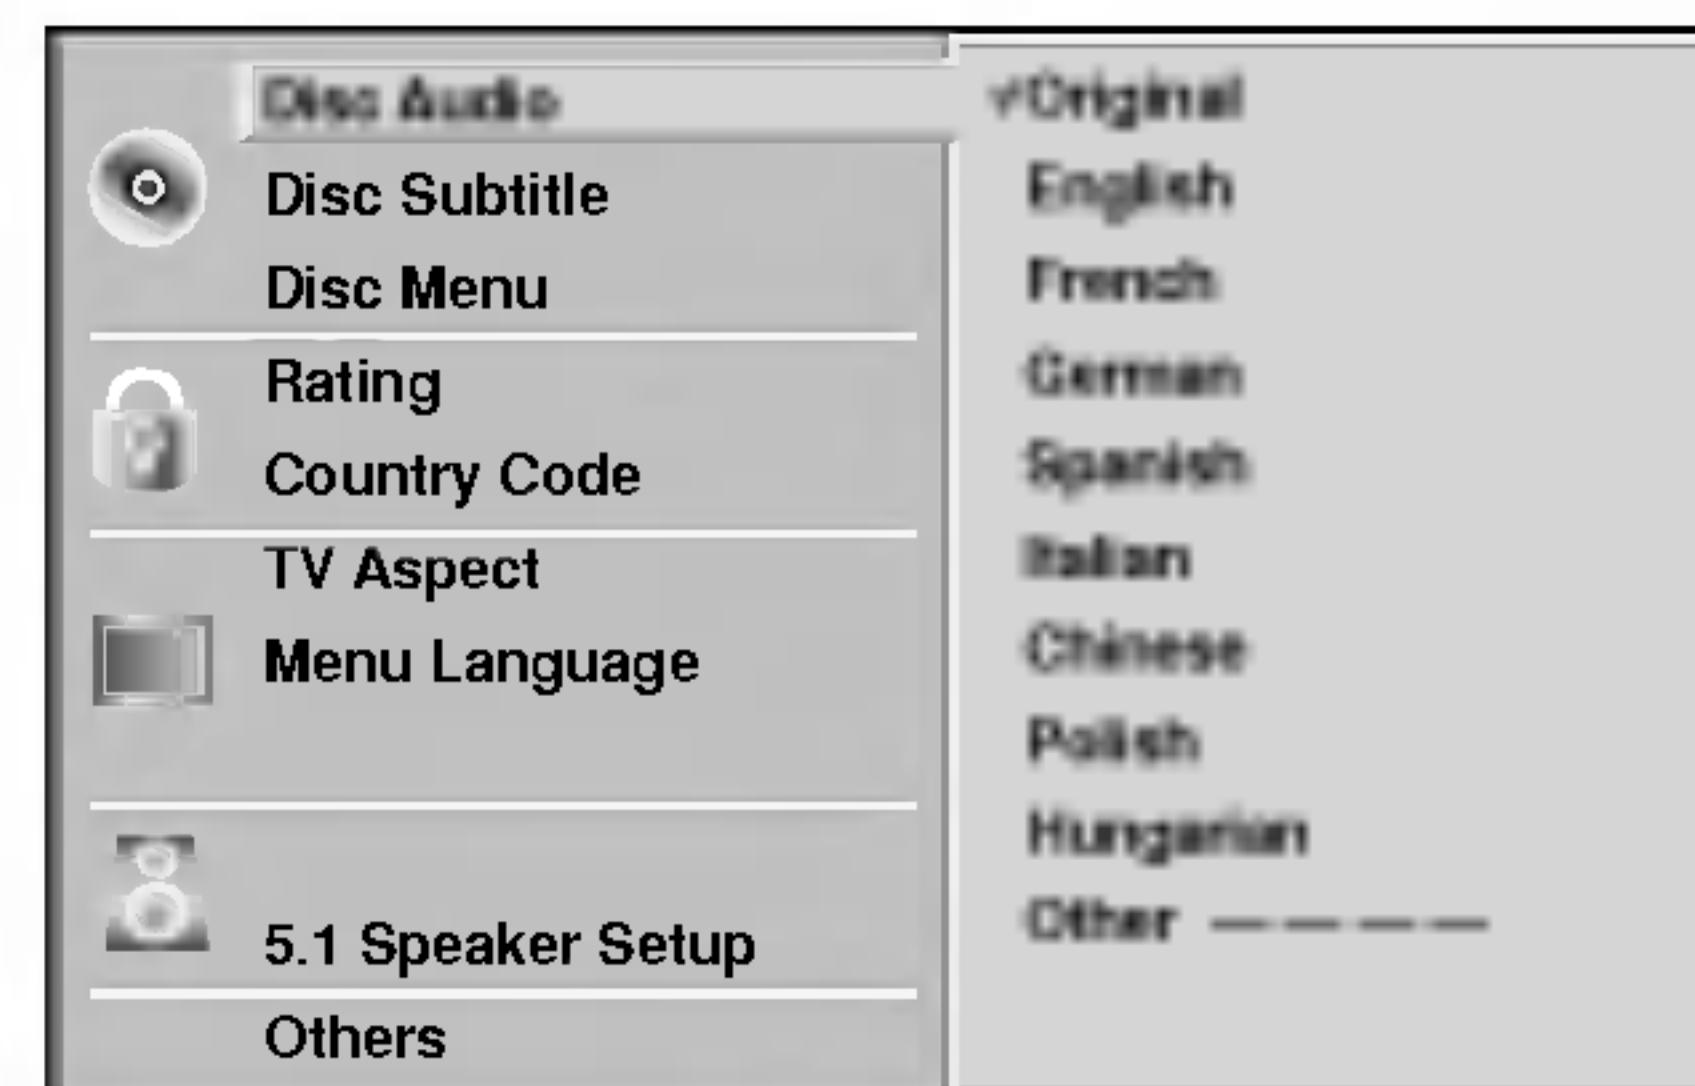 Disc Audio
Disc Subtitle
Disc Menu
Rating
Country Code
TV Aspect
Menu Language
5.1 Speaker Setup
Others
✓Original
English
French
German
Spanish
Italian
Chinese
Polish
Hungarian
Other — — — —